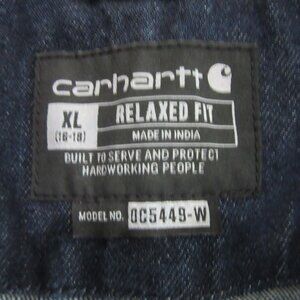 carhartt
XL
(16-18)
RELAXED FIT
MADE IN INDIA
BUILT TO SERVE AND PROTECT
HARDWORKING PEOPLE
MODEL NO. OC5449-W